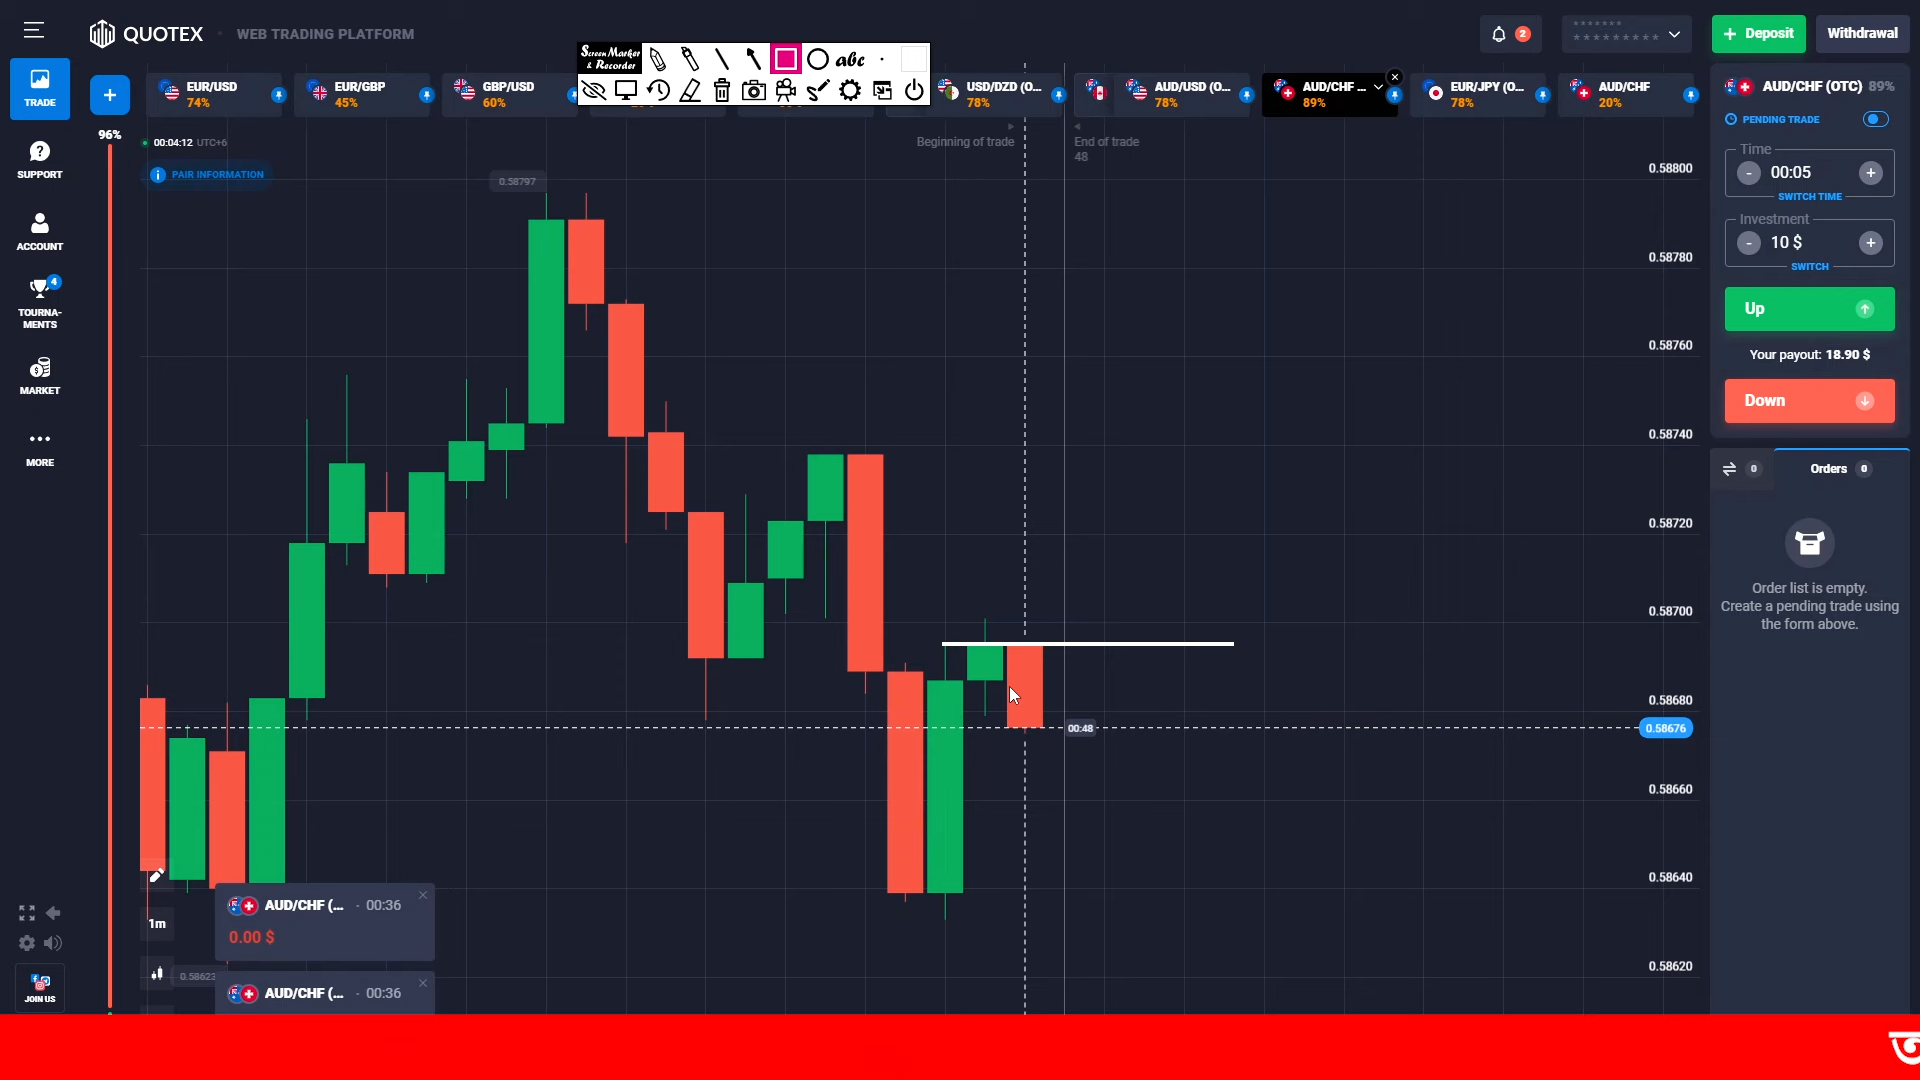 QUOTEX
WEB TRADING PLATFORM
Screen Marker
& Recorder
abc
2
*******
*********
Deposit
Withdrawal
TRADE
EUR/USD
74%
EUR/GBP
45%
GBP/USD
60%
USD/DZD (O...
78%
AUD/USD (O...
78%
AUD/CHF ...
89%
EUR/JPY (O...
78%
AUD/CHF
20%
AUD/CHF (OTC) 89%
PENDING TRADE
96%
00:04:12 UTC+6
Beginning of trade
End of trade
48
PAIR INFORMATION
0.58797
SUPPORT
ACCOUNT
4
TOURNA-
MENTS
MARKET
MORE
JOIN US
0.58800
0.58780
0.58760
0.58740
0.58720
0.58700
0.58680
0.58676
0.58660
0.58640
0.58620
00:48
Time
- 00:05 +
SWITCH TIME
Investment
- 10 $ +
SWITCH
Up
Your payout: 18.90 $
Down
0
Orders 0
Order list is empty.
Create a pending trade using
the form above.
1m
0.58623
AUD/CHF (... · 00:36
0.00 $
AUD/CHF (... · 00:36